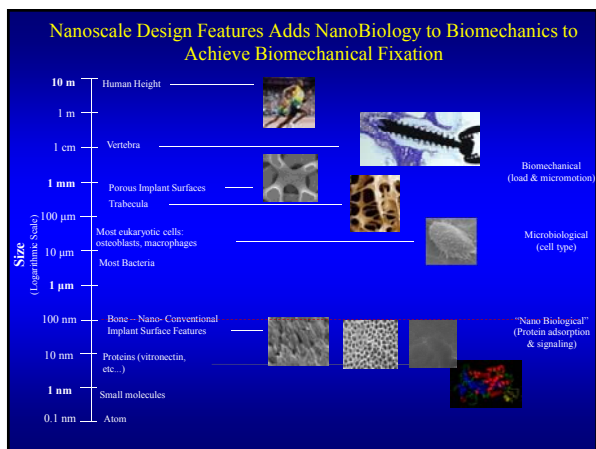 Nanoscale Design Features Adds NanoBiology to Biomechanics to
Achieve Biomechanical Fixation
10 m
Human Height
1 m
1 cm
Vertebra
Biomechanical
(load & micromotion)
1 mm
Porous Implant Surfaces
Trabecula
100 μm
Most eukaryotic cells:
osteoblasts, macrophages
Microbiological
(cell type)
10 μm
Most Bacteria
1 μm
Size
(Logarithmic Scale)
100 nm
Bone – Nano- Conventional
Implant Surface Features
"Nano Biological"
(Protein adsorption
& signaling)
10 nm
Proteins (vitronectin,
etc...)
1 nm
Small molecules
0.1 nm
Atom